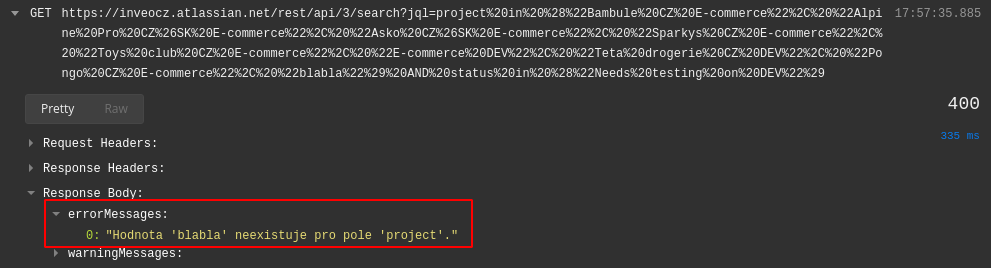 GET https://inveocz.atlassian.net/rest/api/3/search?jql=project%20in%20%28%22Bambule%20CZ%20E-commerce%22%2C%20%22Alpi 17:57:35.885
ne%20Pro%20CZ%26SK%20E-commerce%22%2C%20%22Asko%20CZ%26SK%20E-commerce%22%2C%20%22Sparkys%20CZ%20E-commerce%22%2C%
20%22Toys%20club%20CZ%20E-commerce%22%2C%20%22E-commerce%20DEV%22%2C%20%22Teta%20drogerie%20CZ%20DEV%22%2C%20%22Po
ngo%20CZ%20E-commerce%22%2C%20%22blabla%22%29%20AND%20status%20in%20%28%22Needs%20testing%20on%20DEV%22%29
Pretty Raw 400
Request Headers: 335 ms
Response Headers:
Response Body:
errorMessages:
0: "Hodnota 'blabla' neexistuje pro pole 'project'."
warningMessages: